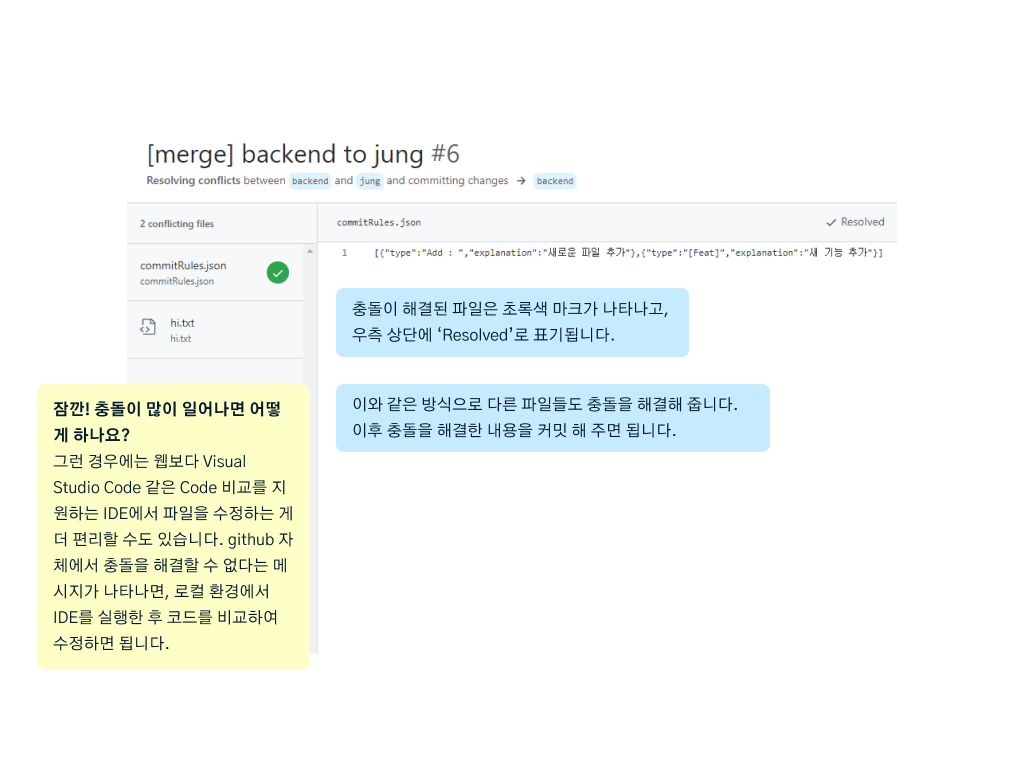 [merge] backend to jung #6
Resolving conflicts between backend and jung and committing changes → backend
2 conflicting files
commitRules.json
✓ Resolved
commitRules.json
commitRules.json
1 [{"type":"Add : ","explanation":"새로운 파일 추가"},{"type":"[Feat]","explanation":"새 기능 추가"}]
hi.txt
hi.txt
충돌이 해결된 파일은 초록색 마크가 나타나고,
우측 상단에 ‘Resolved’로 표기됩니다.
이와 같은 방식으로 다른 파일들도 충돌을 해결해 줍니다.
이후 충돌을 해결한 내용을 커밋 해 주면 됩니다.
잠깐! 충돌이 많이 일어나면 어떻
게 하나요?
그런 경우에는 웹보다 Visual
Studio Code 같은 Code 비교를 지
원하는 IDE에서 파일을 수정하는 게
더 편리할 수도 있습니다. github 자
체에서 충돌을 해결할 수 없다는 메
시지가 나타나면, 로컬 환경에서
IDE를 실행한 후 코드를 비교하여
수정하면 됩니다.